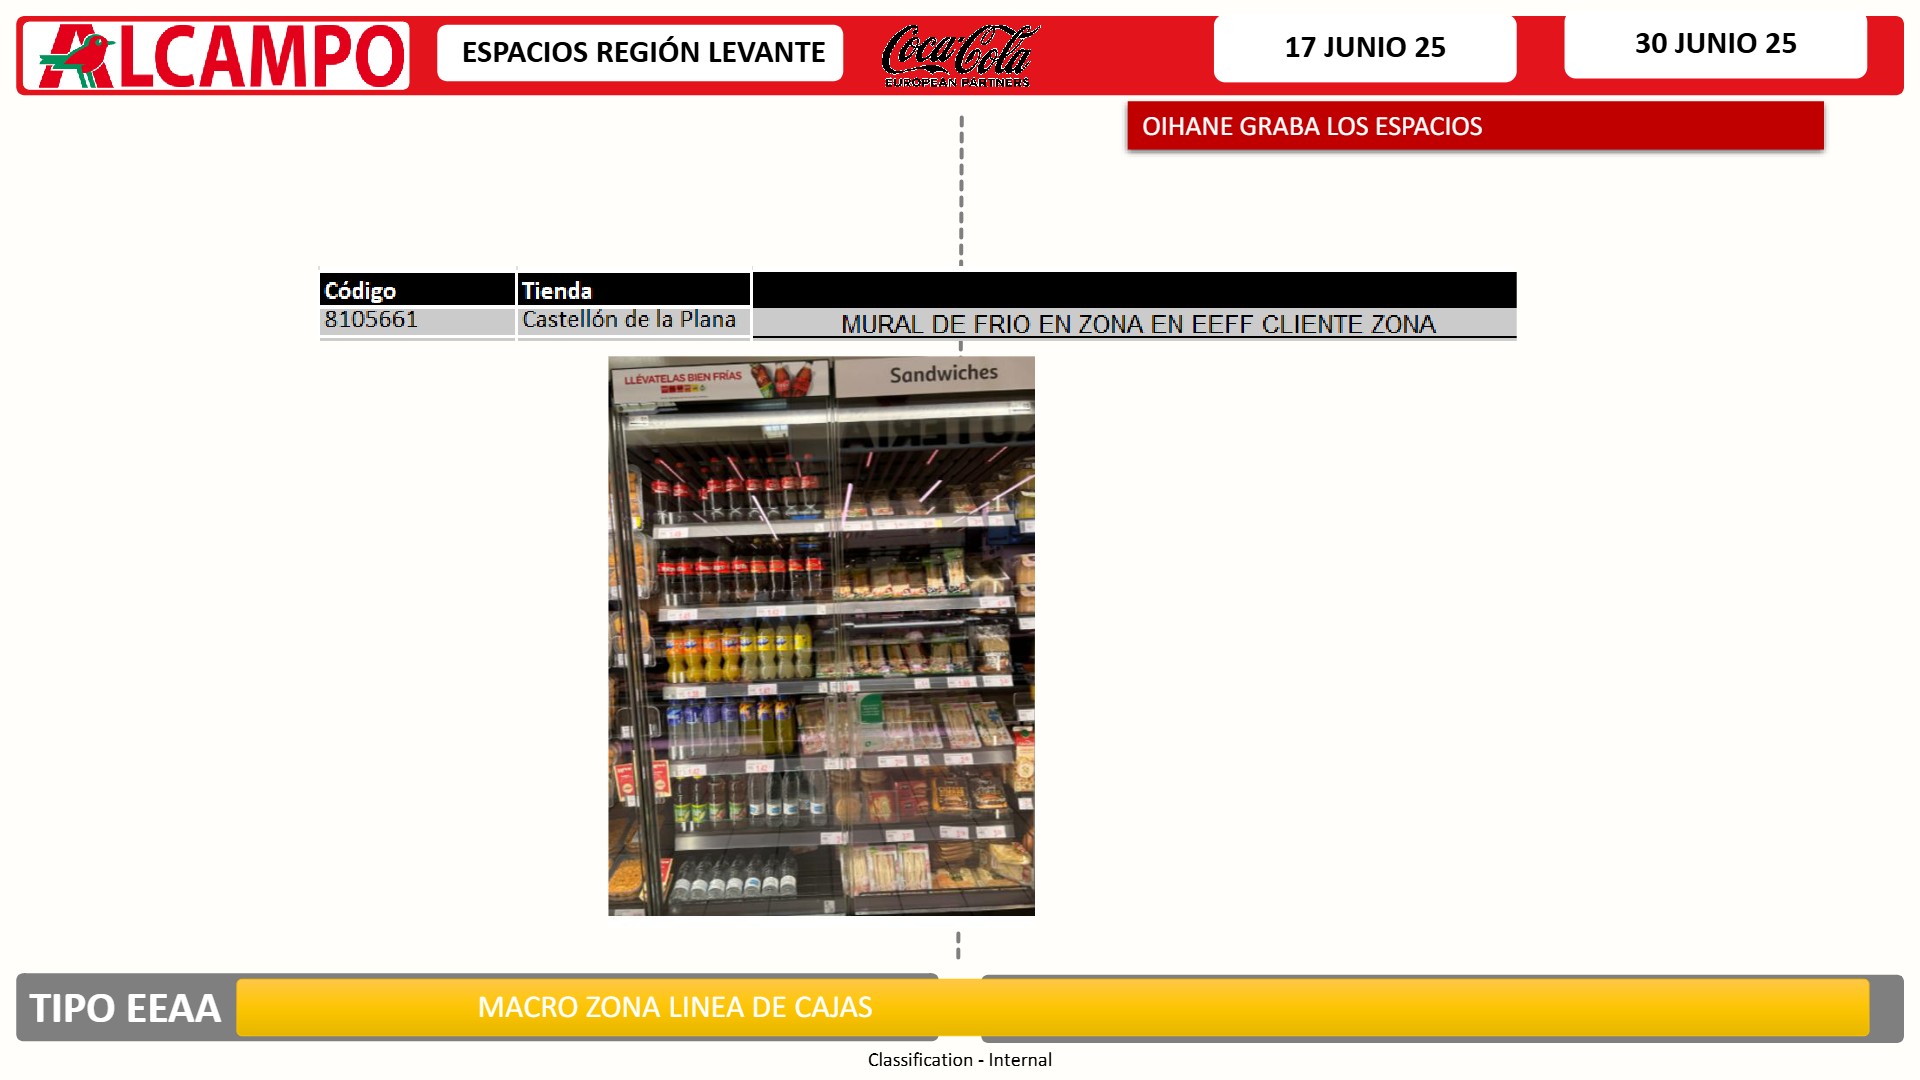 ALCAMPO
ESPACIOS REGIÓN LEVANTE
Coca-Cola
EUROPEAN PARTNERS
17 JUNIO 25
30 JUNIO 25
OIHANE GRABA LOS ESPACIOS
Código Tienda
8105661 Castellón de la Plana MURAL DE FRIO EN ZONA EN EEFF CLIENTE ZONA
LLÉVATELAS BIEN FRÍAS
Sandwiches
TIPO EEAA
MACRO ZONA LINEA DE CAJAS
Classification - Internal